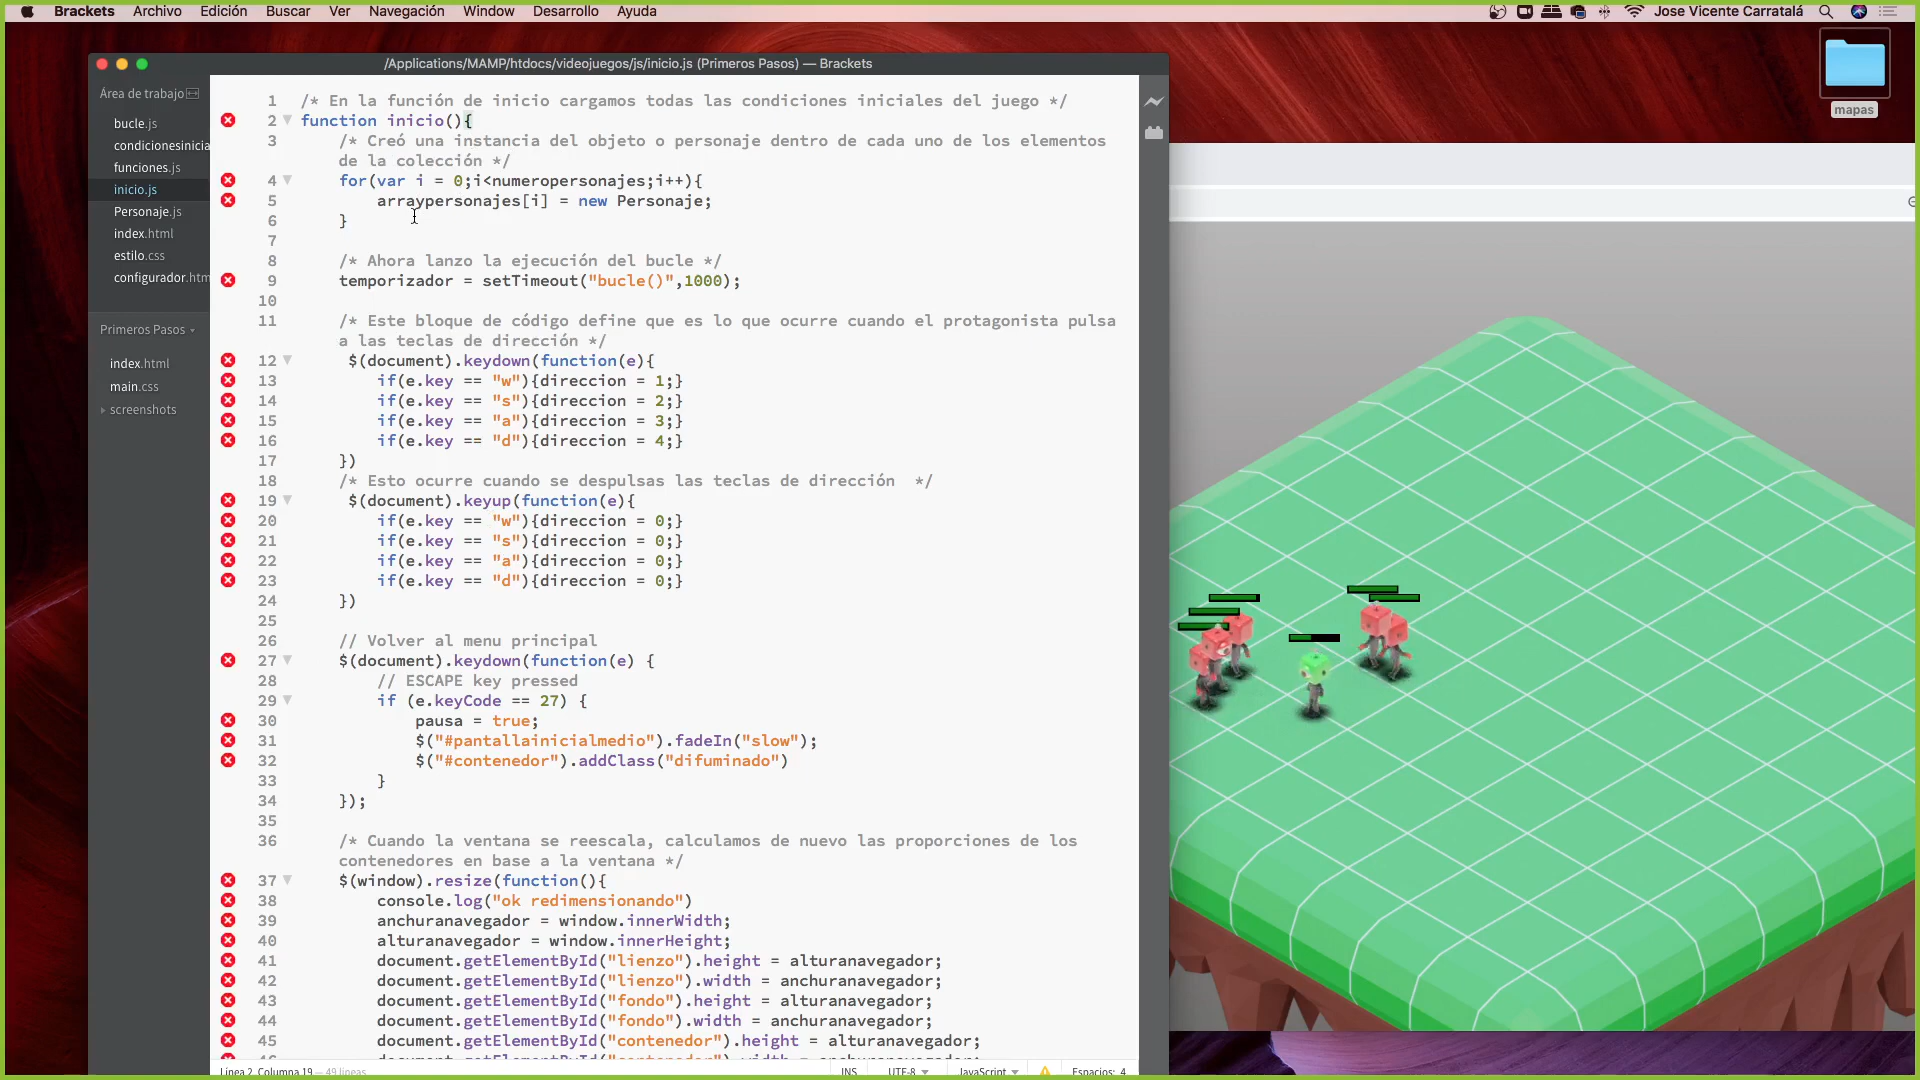 Brackets Archivo Edición Buscar Ver Navegación Window Desarrollo Ayuda Jose Vicente Carratalá
mapas
/Applications/MAMP/htdocs/videojuegos/js/inicio.js (Primeros Pasos) — Brackets
Área de trabajo
bucle.js
condicionesinicia
funciones.js
inicio.js
Personaje.js
index.html
estilo.css
configurador.htm
Primeros Pasos
index.html
main.css
screenshots
1 /* En la función de inicio cargamos todas las condiciones iniciales del juego */
2 function inicio(){
3 /* Creó una instancia del objeto o personaje dentro de cada uno de los elementos
de la colección */
4 for(var i = 0;i<numeropersonajes;i++){
5 arraypersonajes[i] = new Personaje;
6 }
7
8 /* Ahora lanzo la ejecución del bucle */
9 temporizador = setTimeout("bucle()",1000);
10
11 /* Este bloque de código define que es lo que ocurre cuando el protagonista pulsa
a las teclas de dirección */
12 $(document).keydown(function(e){
13 if(e.key == "w"){direccion = 1;}
14 if(e.key == "s"){direccion = 2;}
15 if(e.key == "a"){direccion = 3;}
16 if(e.key == "d"){direccion = 4;}
17 })
18 /* Esto ocurre cuando se despulsas las teclas de dirección  */
19 $(document).keyup(function(e){
20 if(e.key == "w"){direccion = 0;}
21 if(e.key == "s"){direccion = 0;}
22 if(e.key == "a"){direccion = 0;}
23 if(e.key == "d"){direccion = 0;}
24 })
25
26 // Volver al menu principal
27 $(document).keydown(function(e) {
28 // ESCAPE key pressed
29 if (e.keyCode == 27) {
30 pausa = true;
31 $("#pantallainicialmedio").fadeIn("slow");
32 $("#contenedor").addClass("difuminado")
33 }
34 });
35
36 /* Cuando la ventana se reescala, calculamos de nuevo las proporciones de los
contenedores en base a la ventana */
37 $(window).resize(function(){
38 console.log("ok redimensionando")
39 anchuranavegador = window.innerWidth;
40 alturanavegador = window.innerHeight;
41 document.getElementById("lienzo").height = alturanavegador;
42 document.getElementById("lienzo").width = anchuranavegador;
43 document.getElementById("fondo").height = alturanavegador;
44 document.getElementById("fondo").width = anchuranavegador;
45 document.getElementById("contenedor").height = alturanavegador;
Línea 2, Columna 19 — 49 líneas INS UTF-8 JavaScript Espacios: 4